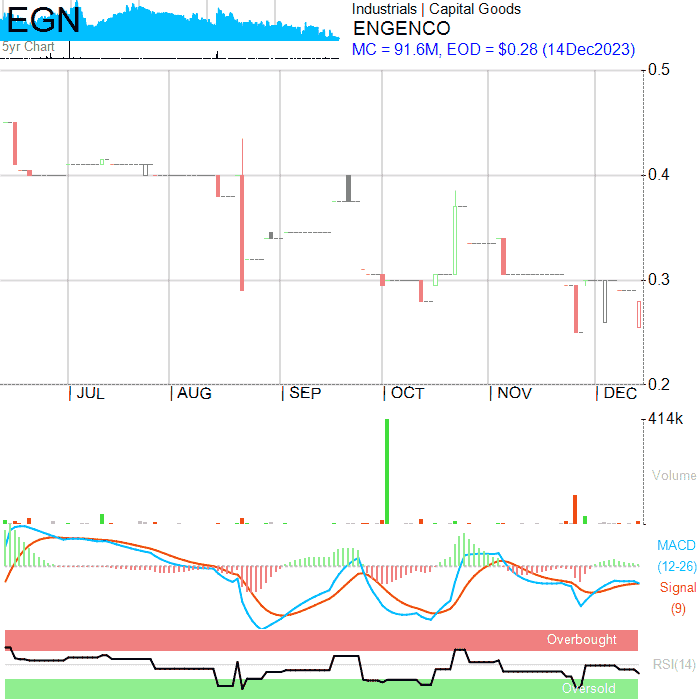 EGN
5yr Chart
Industrials | Capital Goods
ENGENCO
MC = 91.6M, EOD = $0.28 (14Dec2023)
0.5
0.4
0.3
0.2
JUL AUG SEP OCT NOV DEC
414k
Volume
MACD
(12-26)
Signal
(9)
Overbought
RSI(14)
Oversold